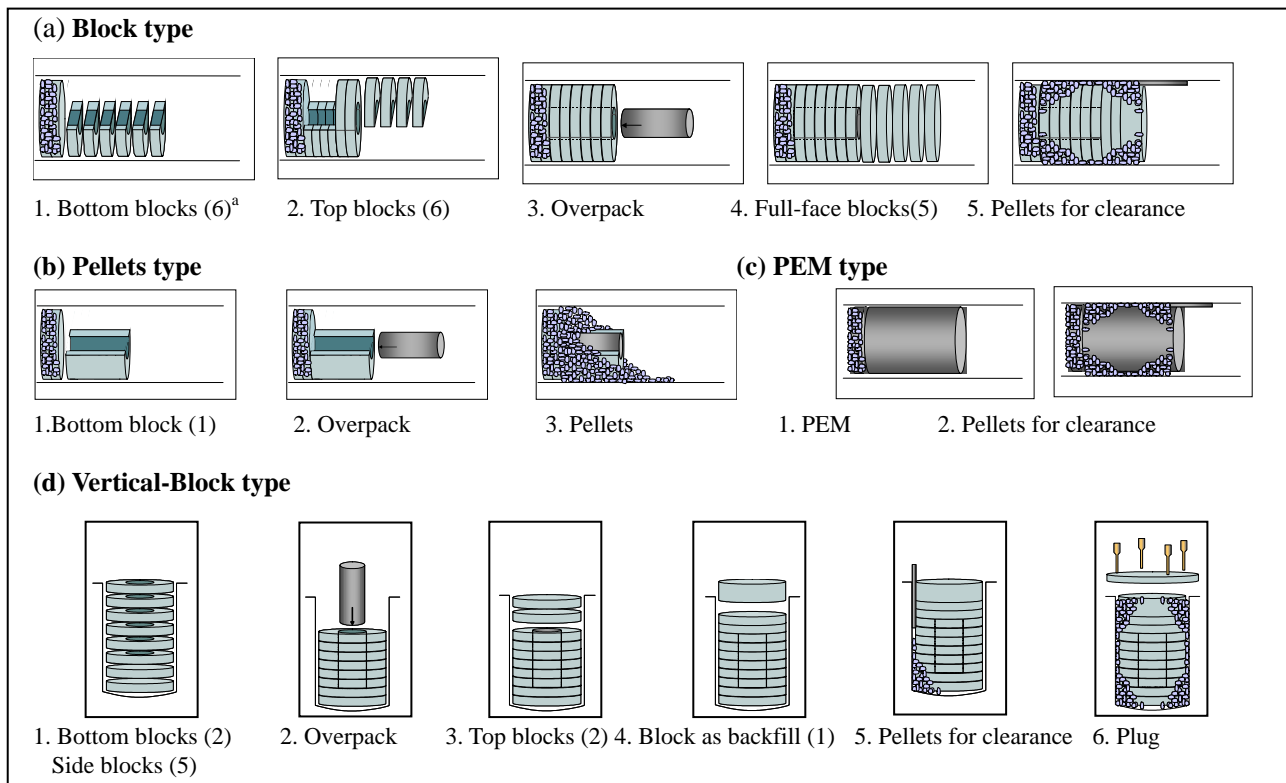 (a) Block type
1. Bottom blocks (6)ᵃ
2. Top blocks (6)
3. Overpack
4. Full-face blocks(5)
5. Pellets for clearance
(b) Pellets type
1.Bottom block (1)
2. Overpack
3. Pellets
(c) PEM type
1. PEM
2. Pellets for clearance
(d) Vertical-Block type
1. Bottom blocks (2)
Side blocks (5)
2. Overpack
3. Top blocks (2)
4. Block as backfill (1)
5. Pellets for clearance
6. Plug